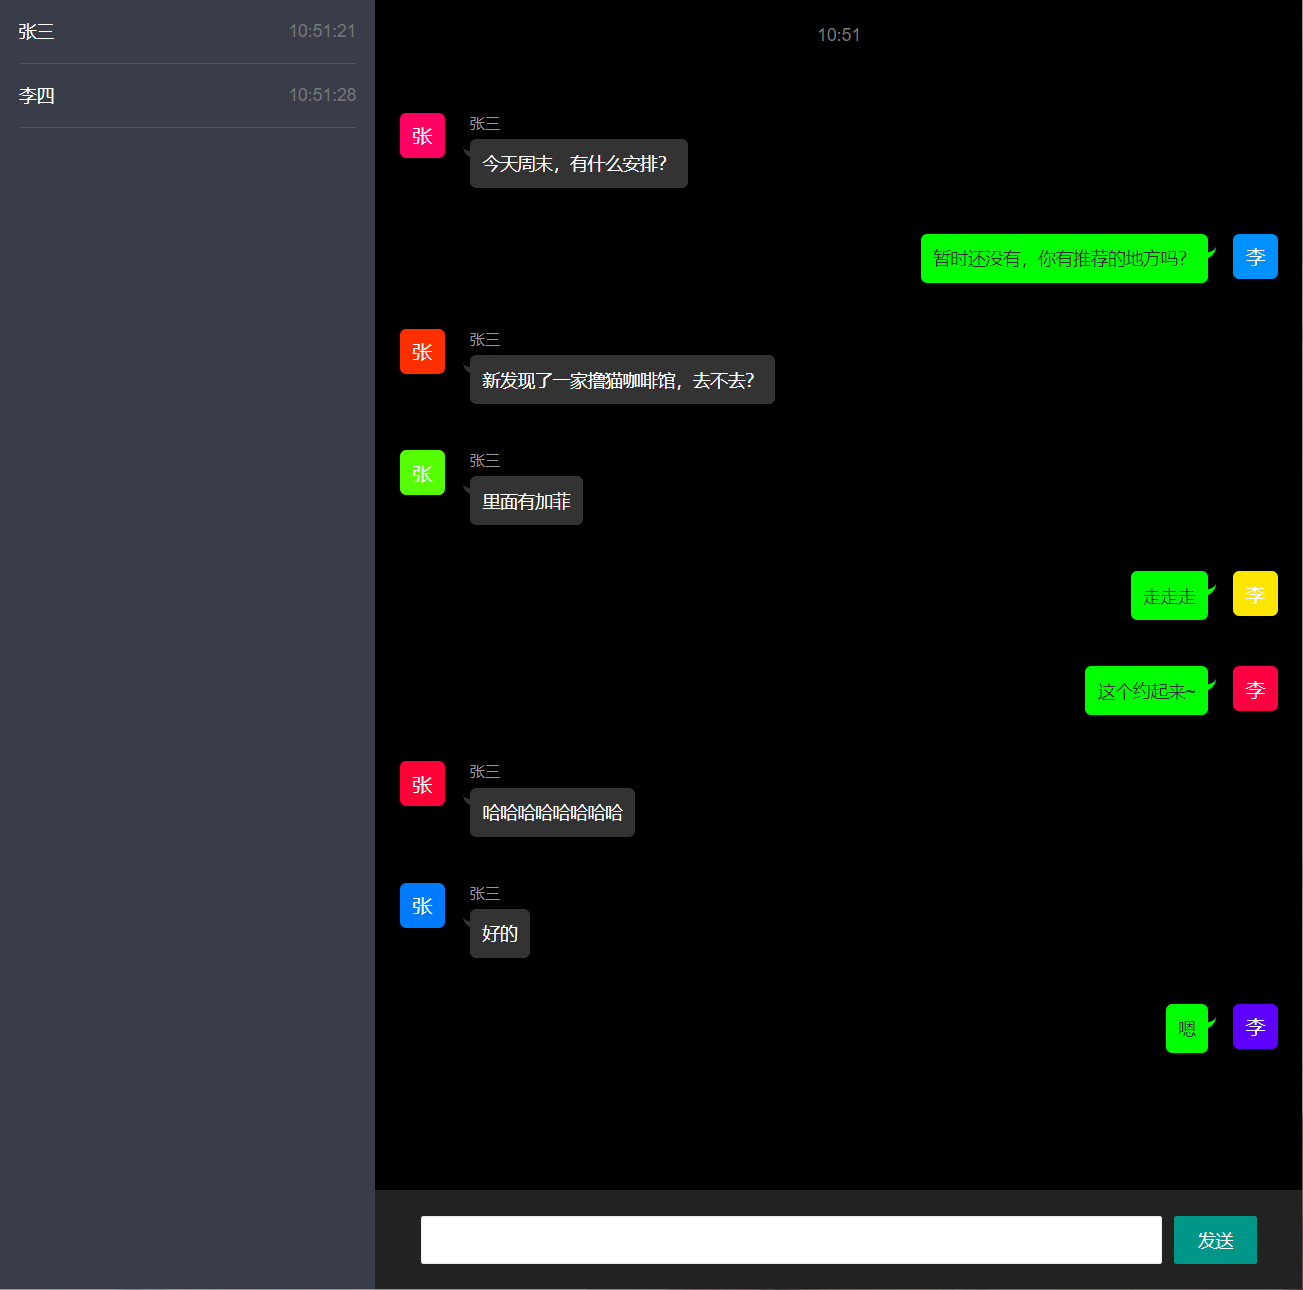 张三 10:51:21
李四 10:51:28
10:51
张三
张
今天周末，有什么安排？
暂时还没有，你有推荐的地方吗？
李
张三
张
新发现了一家撸猫咖啡馆，去不去？
张三
张
里面有加菲
走走走
李
这个约起来~
李
张三
张
哈哈哈哈哈哈哈哈
张三
张
好的
嗯
李
发送